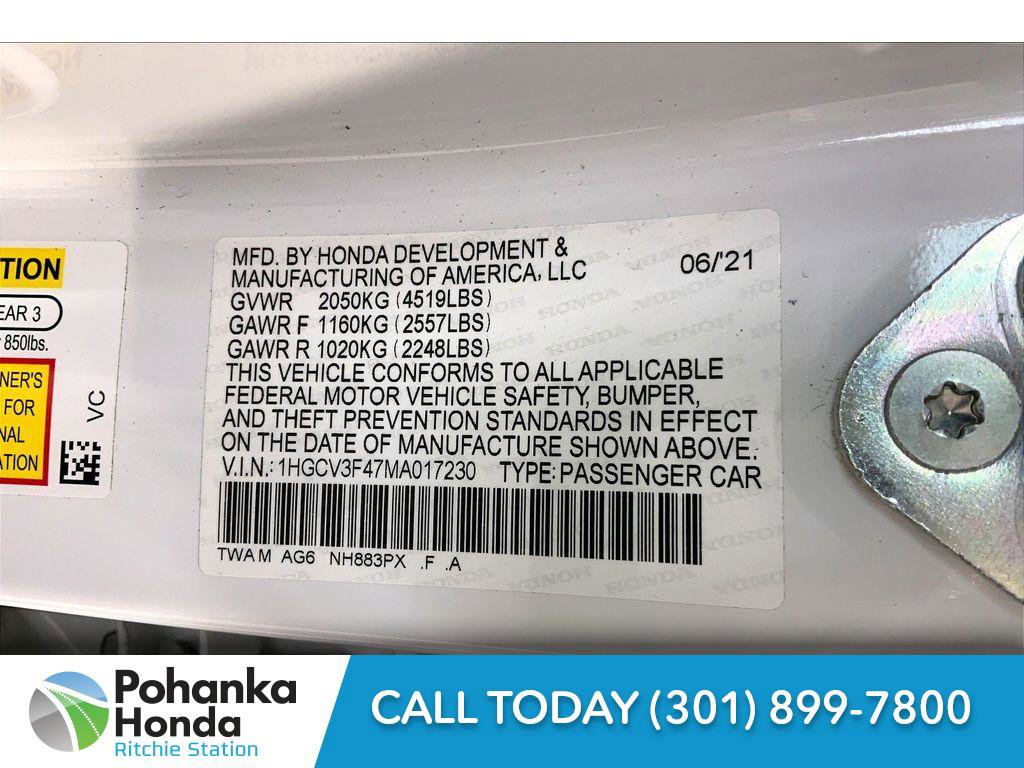 MFD. BY HONDA DEVELOPMENT &
MANUFACTURING OF AMERICA, LLC 06/'21
GVWR 2050KG (4519LBS)
GAWR F 1160KG (2557LBS)
GAWR R 1020KG (2248LBS)
THIS VEHICLE CONFORMS TO ALL APPLICABLE
FEDERAL MOTOR VEHICLE SAFETY, BUMPER,
AND THEFT PREVENTION STANDARDS IN EFFECT
ON THE DATE OF MANUFACTURE SHOWN ABOVE.
V.I.N.: 1HGCV3F47MA017230 TYPE: PASSENGER CAR
TWA M AG6 NH883PX .F .A
TION
EAR 3
850lbs.
NER'S
FOR
NAL
ATION
VC
Pohanka
Honda
Ritchie Station
CALL TODAY (301) 899-7800